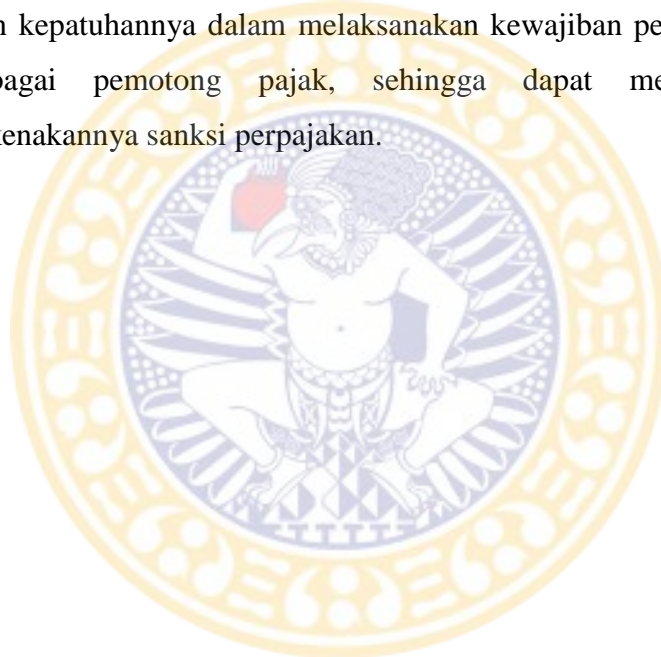 n kepatuhannya dalam melaksanakan kewajiban pe
bagai pemotong pajak, sehingga dapat me
kenakannya sanksi perpajakan.